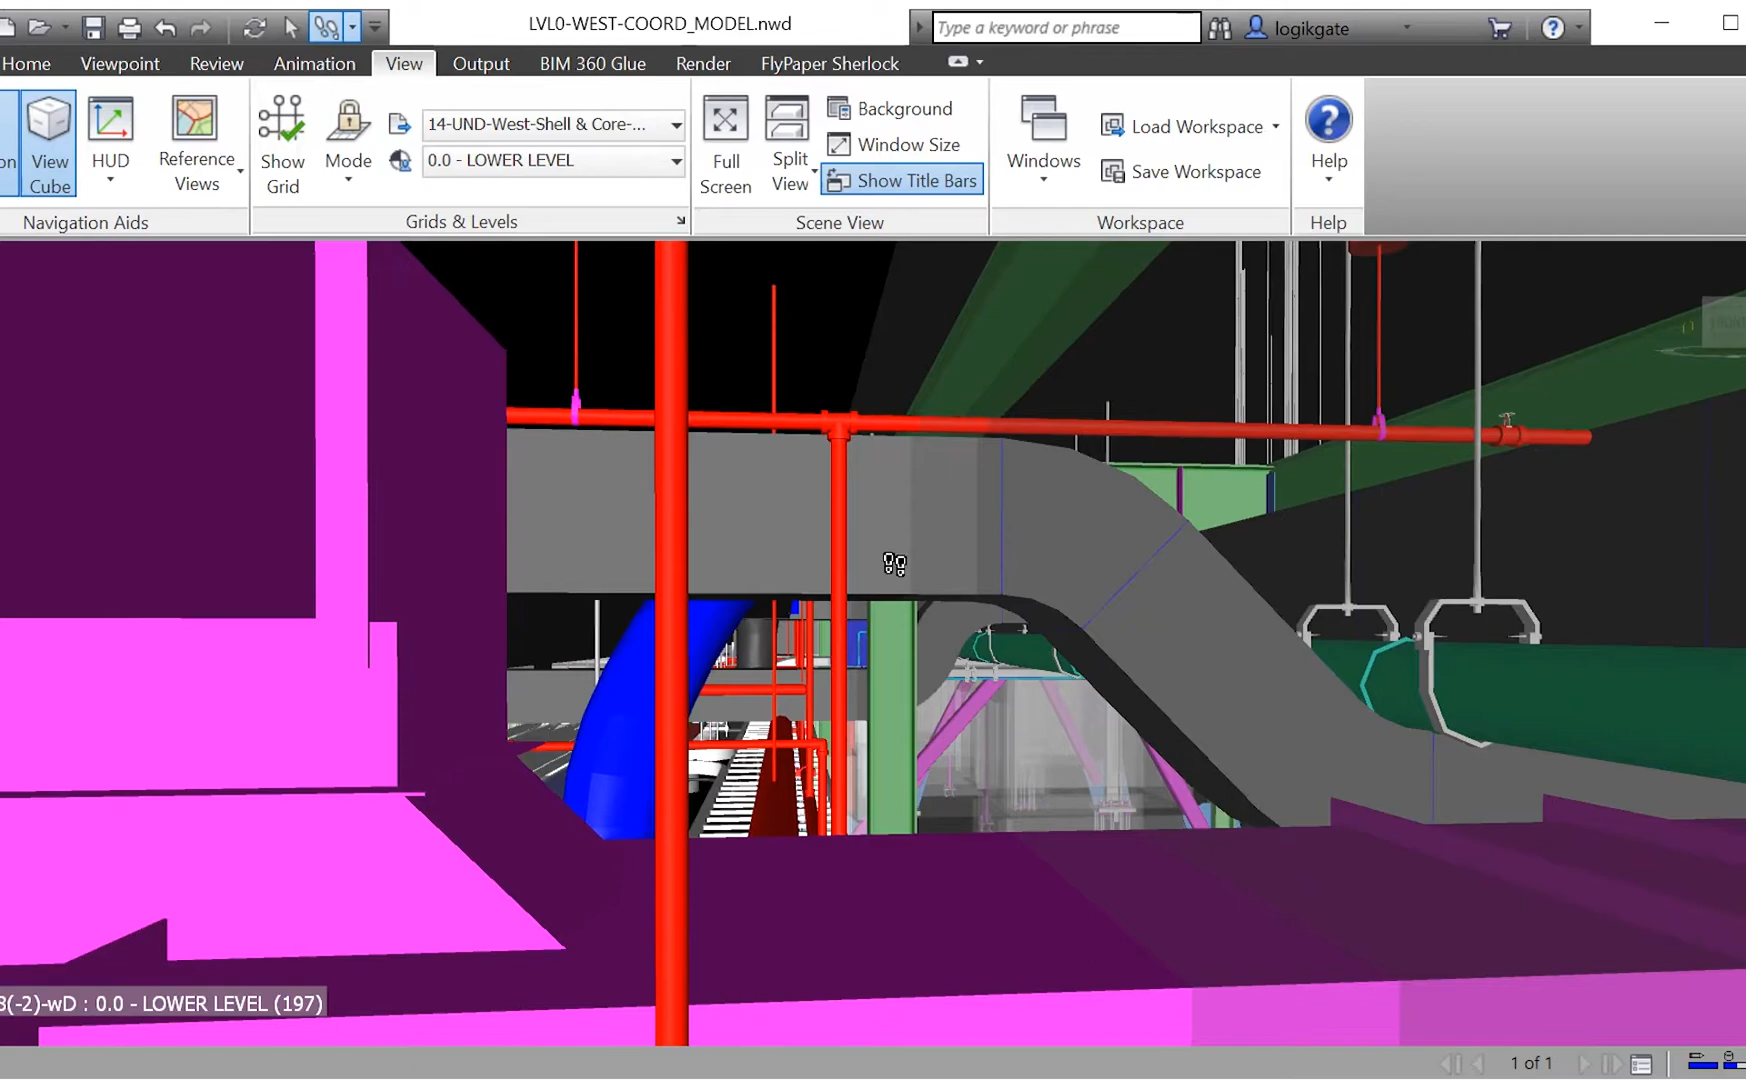 LVL0-WEST-COORD_MODEL.nwd
Type a keyword or phrase
logikgate
Home Viewpoint Review Animation View Output BIM 360 Glue Render FlyPaper Sherlock
View Cube
HUD
Reference Views
Navigation Aids
Show Grid
Mode
14-UND-West-Shell & Core-...
0.0 - LOWER LEVEL
Grids & Levels
Full Screen
Split View
Background
Window Size
Show Title Bars
Scene View
Windows
Load Workspace
Save Workspace
Workspace
Help
Help
(-2)-wD : 0.0 - LOWER LEVEL (197)
1 of 1